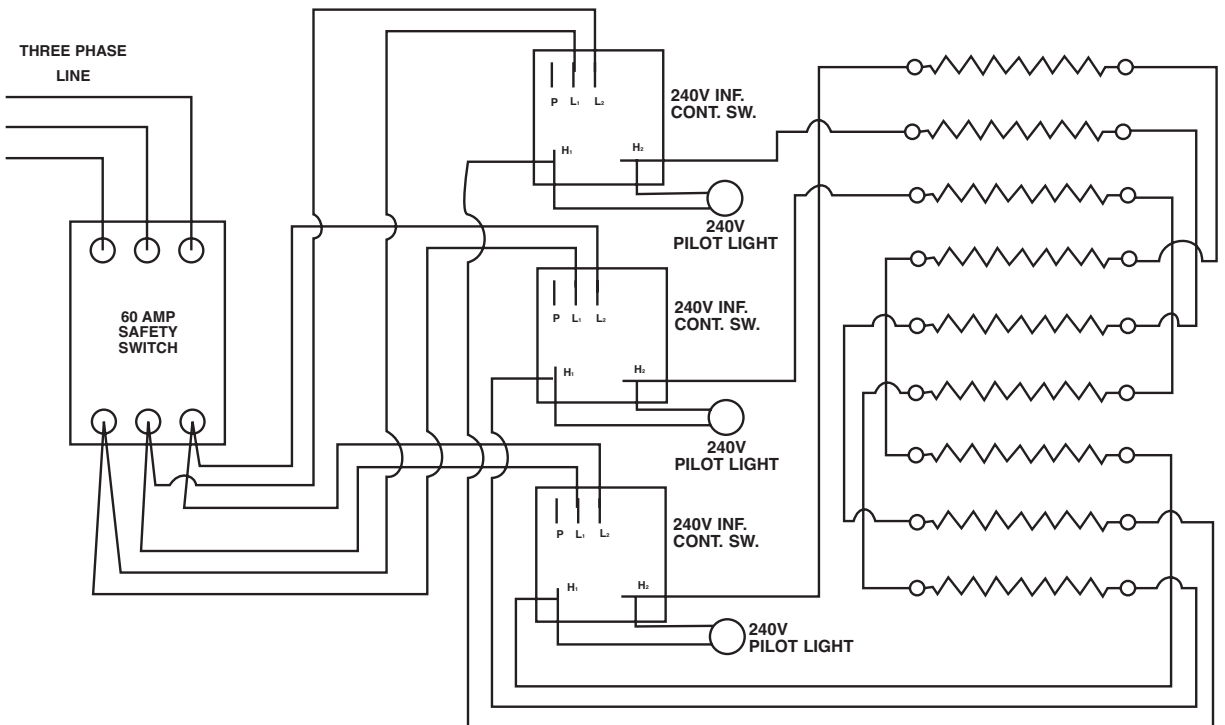 THREE PHASE
LINE
60 AMP
SAFETY
SWITCH
P L₁ L₂
H₁ H₂
240V INF.
CONT. SW.
240V
PILOT LIGHT
P L₁ L₂
H₁ H₂
240V INF.
CONT. SW.
240V
PILOT LIGHT
P L₁ L₂
H₁ H₂
240V INF.
CONT. SW.
240V
PILOT LIGHT